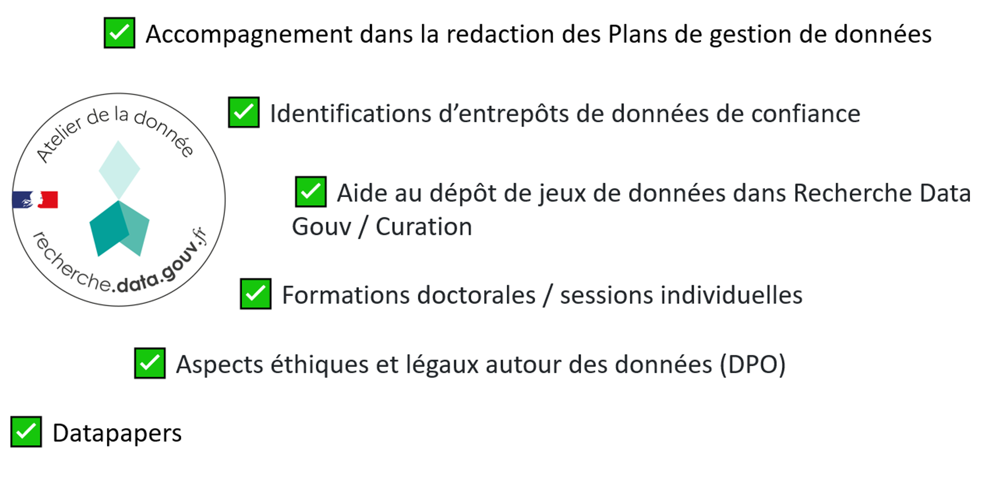 Accompagnement dans la redaction des Plans de gestion de données
Identifications d’entrepôts de données de confiance
Atelier de la donnée
Aide au dépôt de jeux de données dans Recherche Data
Gouv / Curation
recherche.data.gouv.fr
Formations doctorales / sessions individuelles
Aspects éthiques et légaux autour des données (DPO)
Datapapers